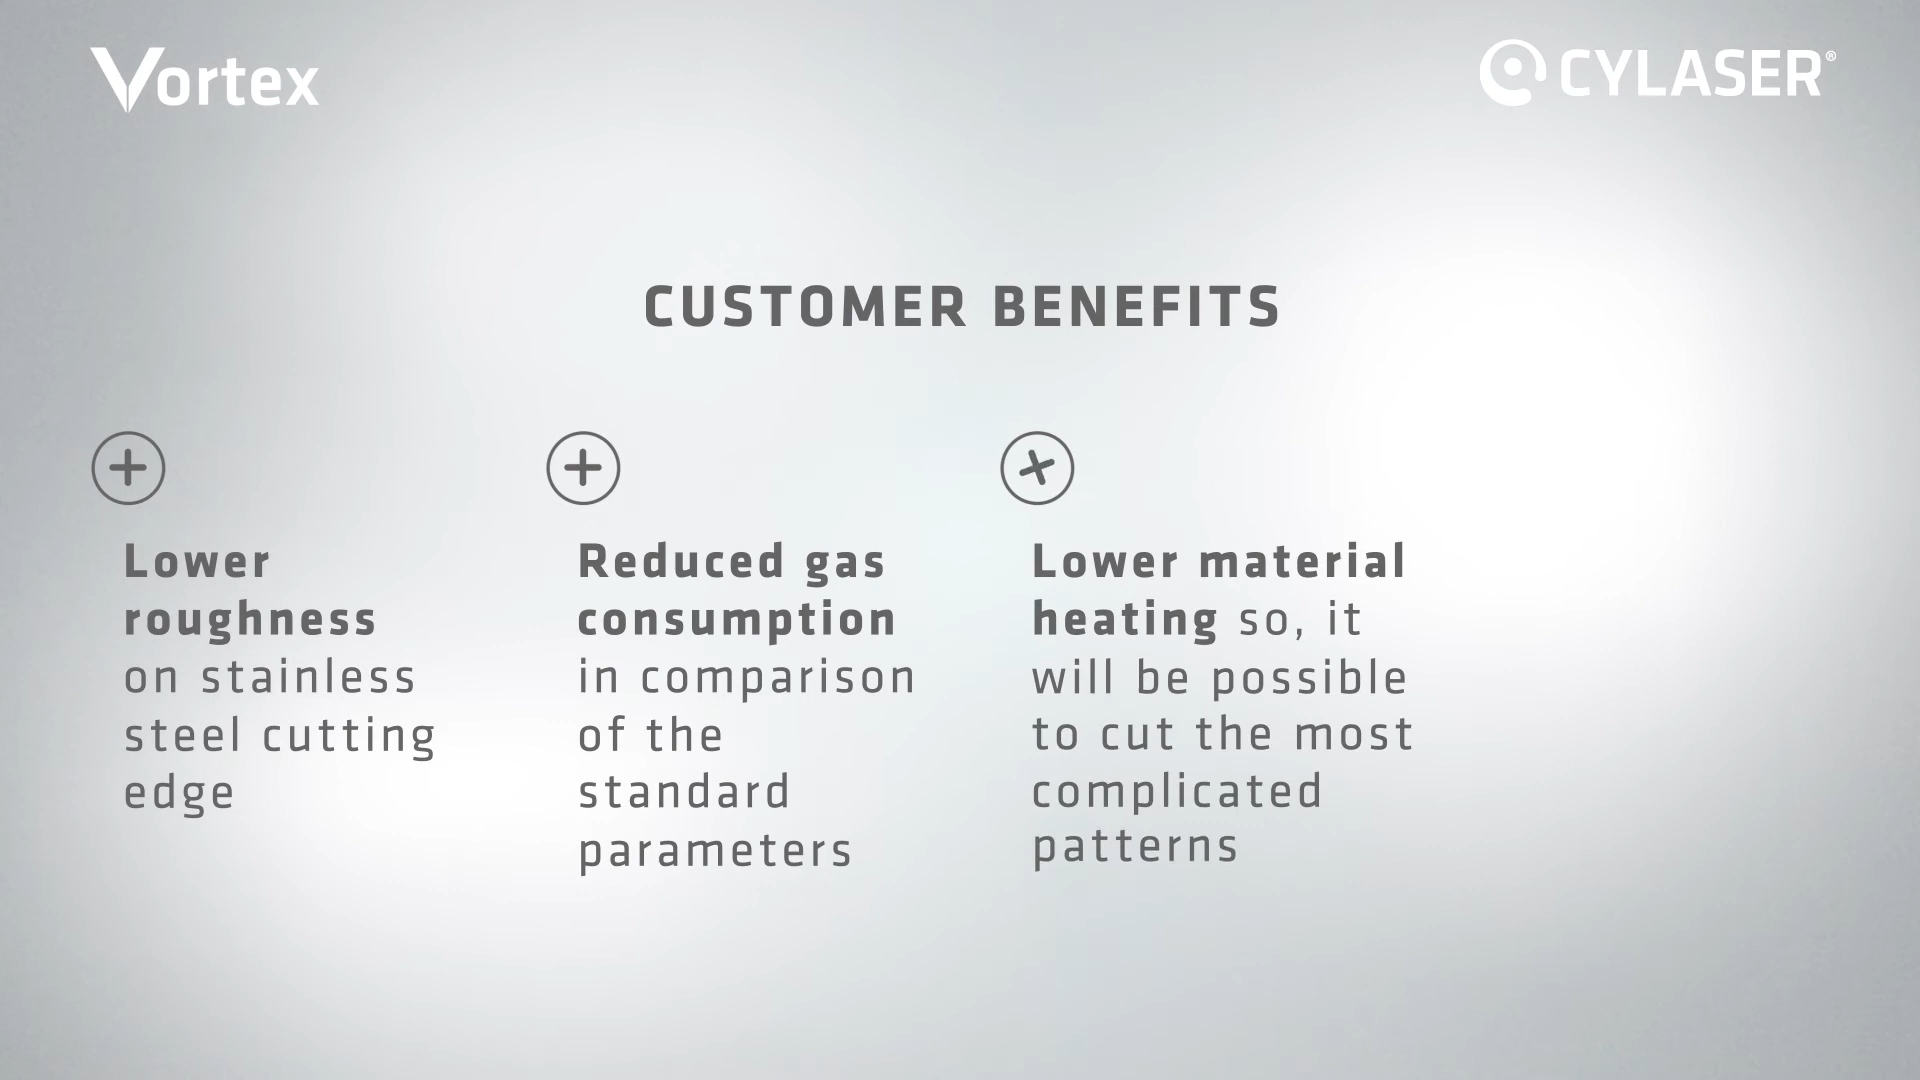 Vortex
CYLASER®
CUSTOMER BENEFITS
Lower
roughness
on stainless
steel cutting
edge
Reduced gas
consumption
in comparison
of the
standard
parameters
Lower material
heating so, it
will be possible
to cut the most
complicated
patterns